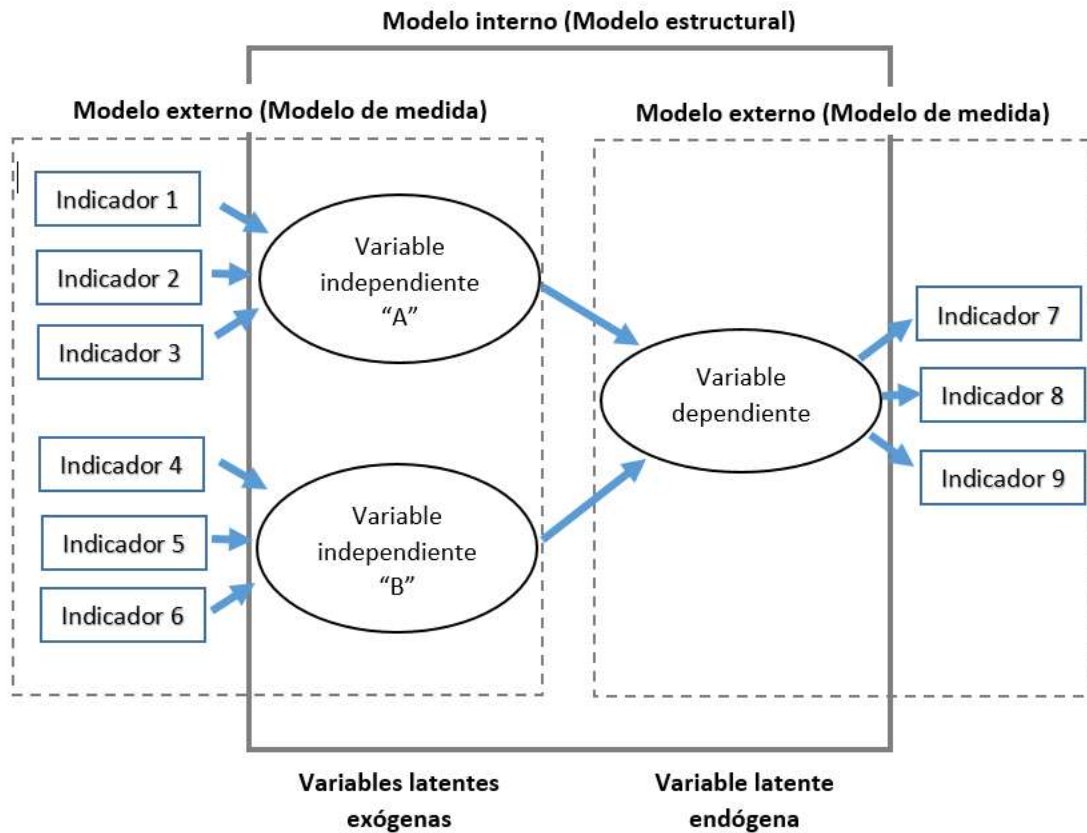 Modelo interno (Modelo estructural)
Modelo externo (Modelo de medida)
Modelo externo (Modelo de medida)
Indicador 1
Indicador 2
Indicador 3
Variable
independiente
“A”
Indicador 4
Indicador 5
Indicador 6
Variable
independiente
“B”
Variable
dependiente
Indicador 7
Indicador 8
Indicador 9
Variables latentes
exógenas
Variable latente
endógena